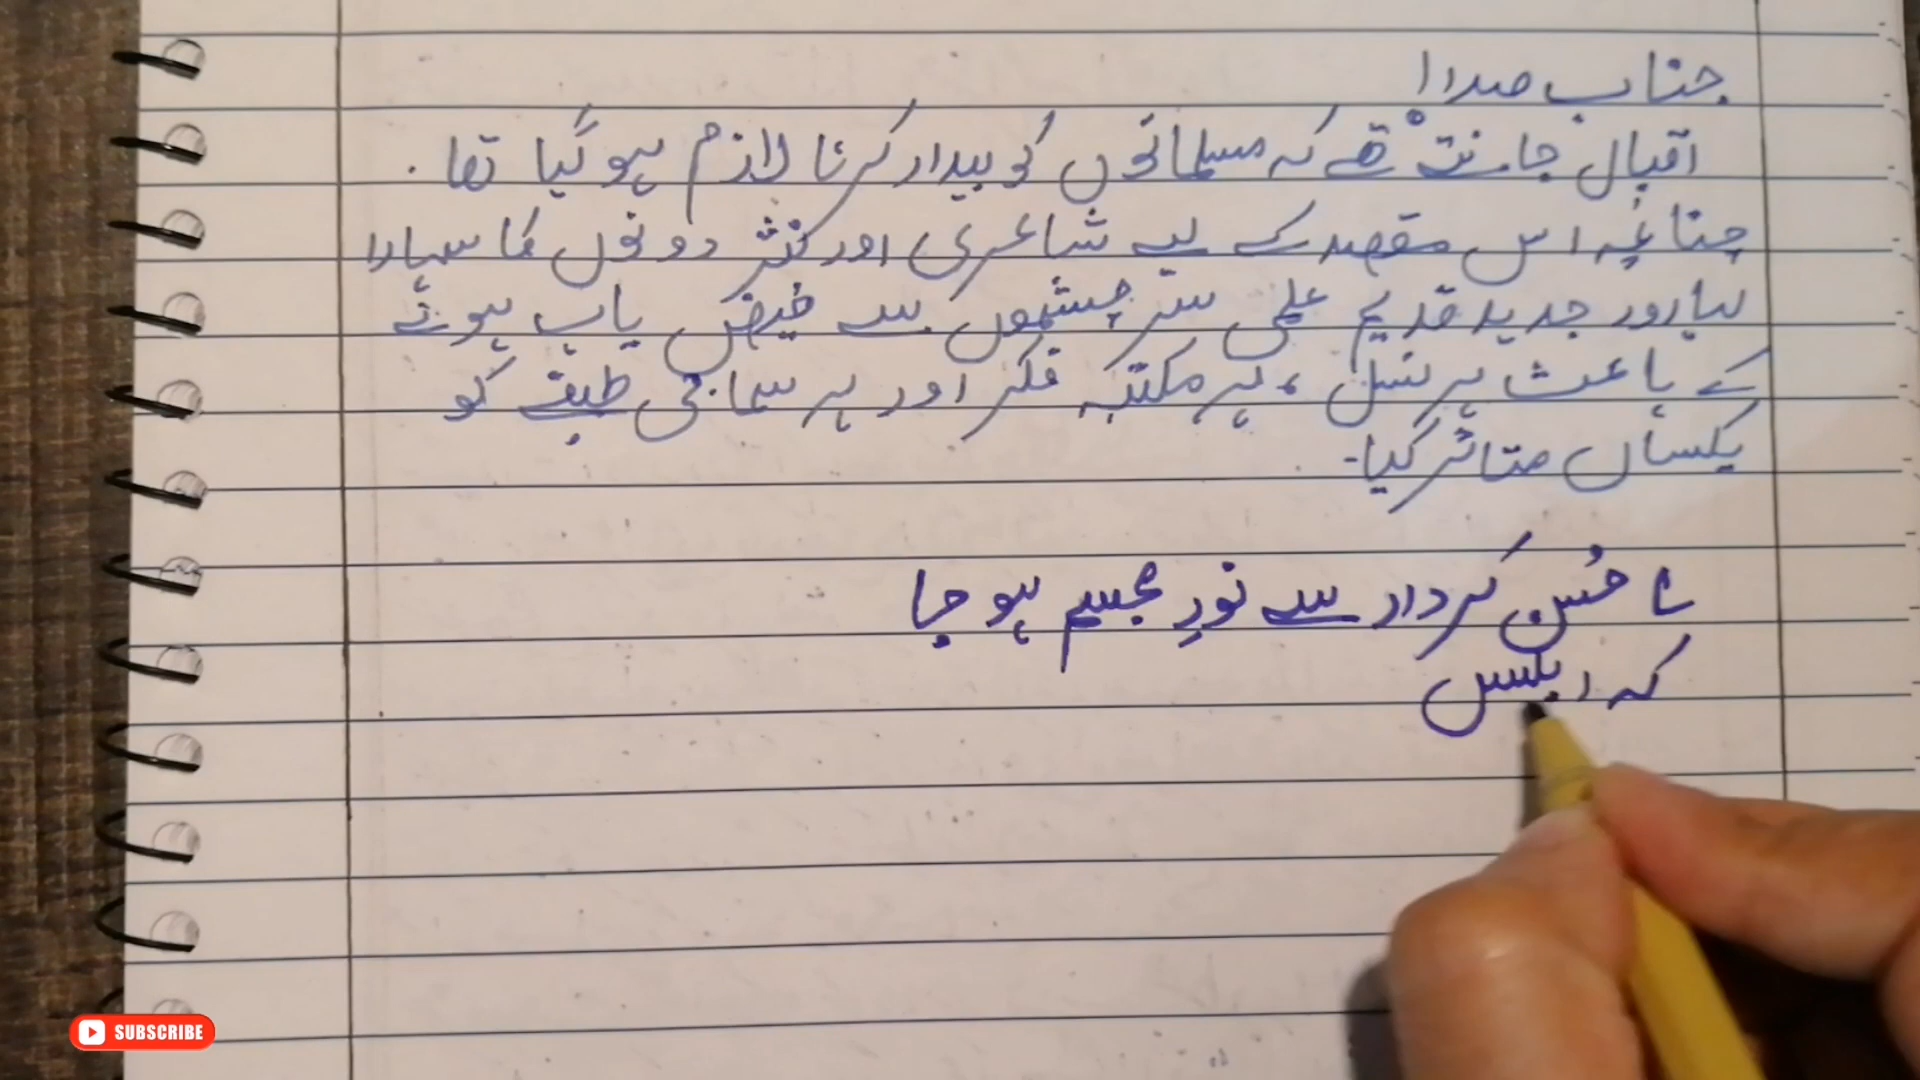 جناب صدر!
اقبال جانتے تھے کہ مسلمانوں کی بیدار کرنا لازم ہو گیا تھا.
چنانچہ اس مقصد کے لیے شاعری اور نثر دونوں کا سہارا
لیا اور جدید قدیم علمی سرچشموں سے فیض یاب ہونے
کے باعث ہر نسل، ہر مکتبہ فکر اور ہر سماجی طبقے کو
یکساں متاثر کیا۔
؎ حُسن کردار سے نورِ مجسم ہو جا
کہ ابلیس
SUBSCRIBE